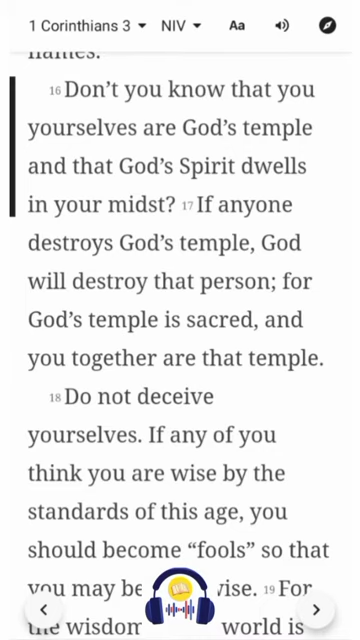 1 Corinthians 3 NIV Aa
names.
16 Don’t you know that you
yourselves are God’s temple
and that God’s Spirit dwells
in your midst? 17 If anyone
destroys God’s temple, God
will destroy that person; for
God’s temple is sacred, and
you together are that temple.
18 Do not deceive
yourselves. If any of you
think you are wise by the
standards of this age, you
should become “fools” so that
you may be wise. 19 For
the wisdom world is